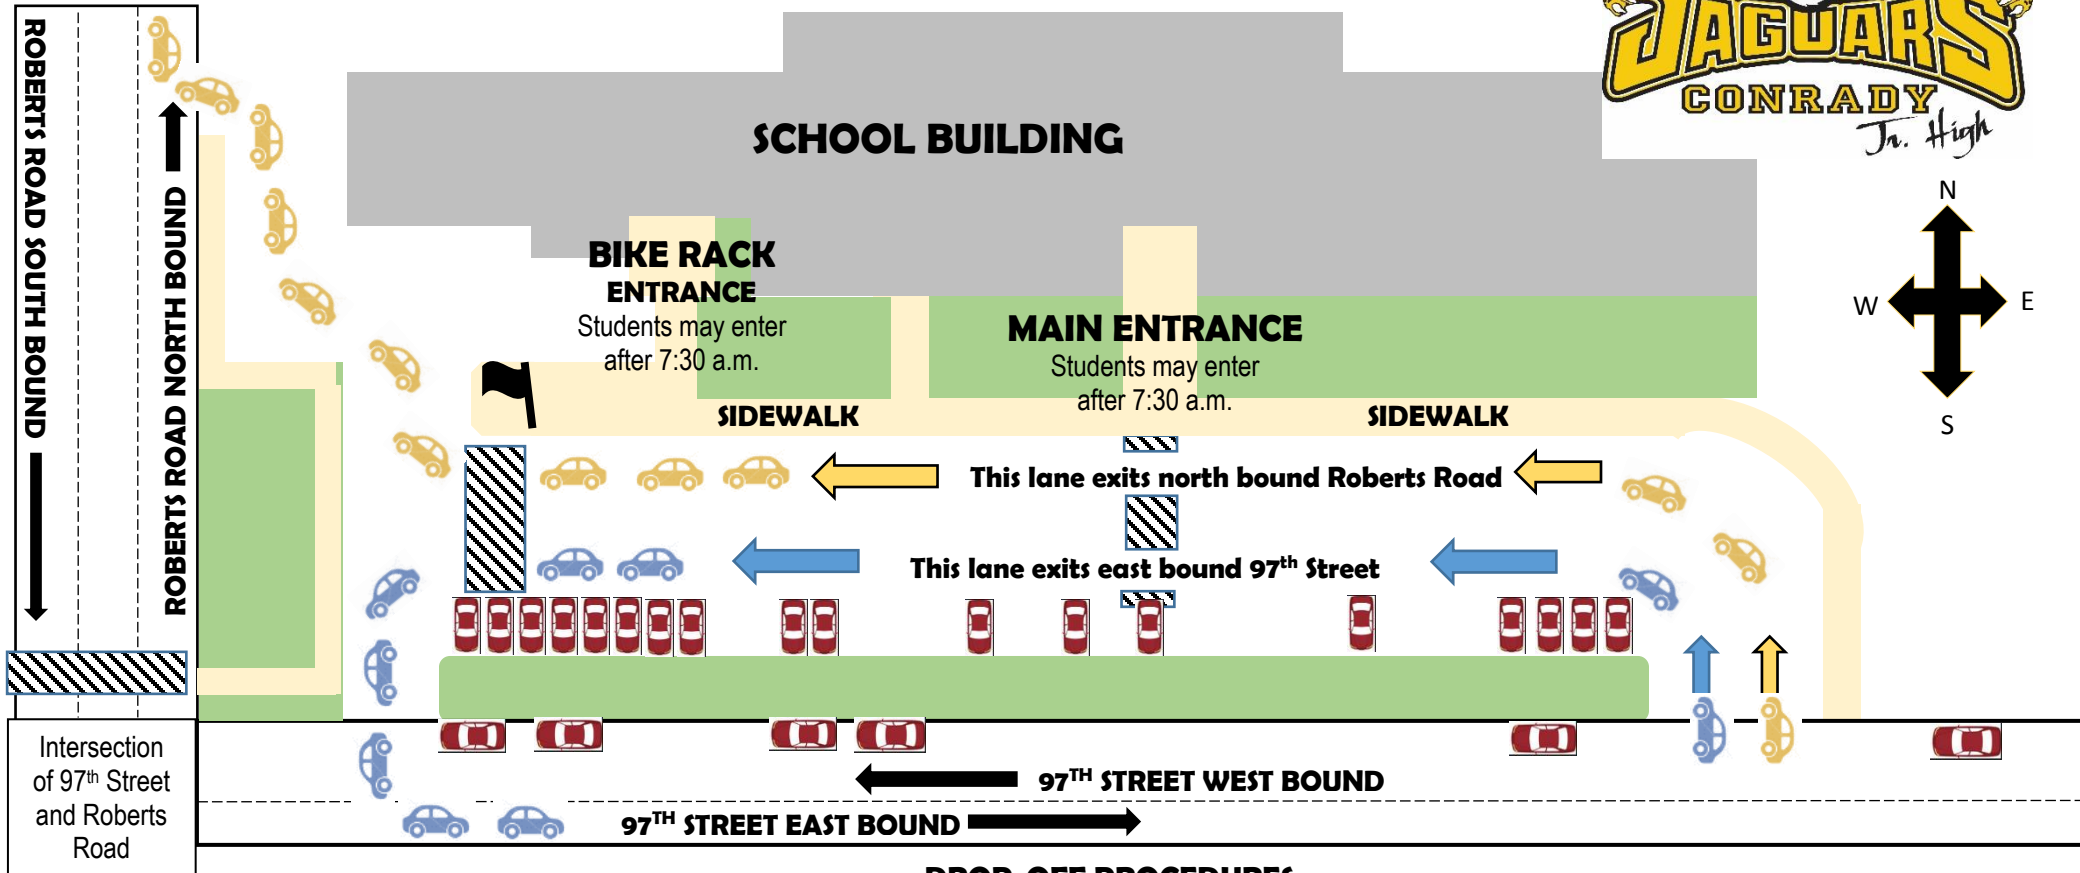 JAGUARS
CONRADY
Jr. High
ROBERTS ROAD SOUTH BOUND
ROBERTS ROAD NORTH BOUND
SCHOOL BUILDING
N
W
E
S
BIKE RACK
ENTRANCE
Students may enter
after 7:30 a.m.
MAIN ENTRANCE
Students may enter
after 7:30 a.m.
SIDEWALK
SIDEWALK
This lane exits north bound Roberts Road
This lane exits east bound 97th Street
Intersection
of 97th Street
and Roberts
Road
97TH STREET WEST BOUND
97TH STREET EAST BOUND
DROP-OFF PROCEDURES